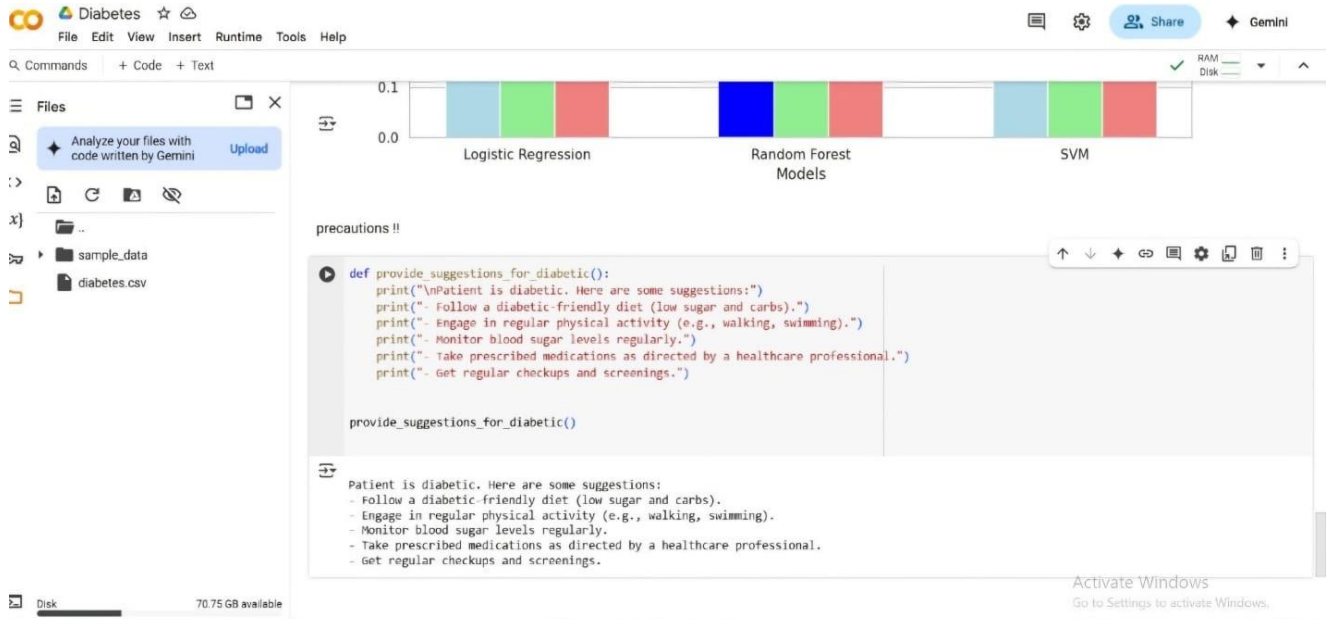 Diabetes
File Edit View Insert Runtime Tools Help
Share
Gemini
Commands + Code + Text
RAM
Disk
Files
Analyze your files with
code written by Gemini
Upload
..
sample_data
diabetes.csv
Disk 70.75 GB available
0.1
0.0
Logistic Regression Random Forest SVM
Models
precautions !!
def provide_suggestions_for_diabetic():
print("\nPatient is diabetic. Here are some suggestions:")
print("- Follow a diabetic-friendly diet (low sugar and carbs).")
print("- Engage in regular physical activity (e.g., walking, swimming).")
print("- Monitor blood sugar levels regularly.")
print("- Take prescribed medications as directed by a healthcare professional.")
print("- Get regular checkups and screenings.")
provide_suggestions_for_diabetic()
Patient is diabetic. Here are some suggestions:
- Follow a diabetic-friendly diet (low sugar and carbs).
- Engage in regular physical activity (e.g., walking, swimming).
- Monitor blood sugar levels regularly.
- Take prescribed medications as directed by a healthcare professional.
- Get regular checkups and screenings.
Activate Windows
Go to Settings to activate Windows.